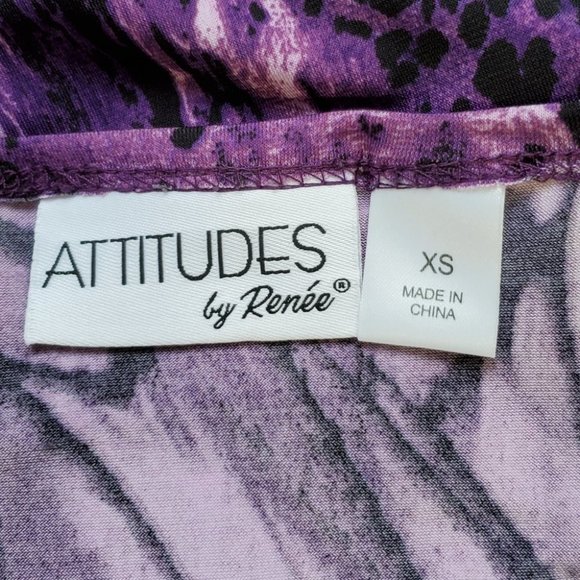 ATTITUDES
by Renée®
XS
MADE IN
CHINA